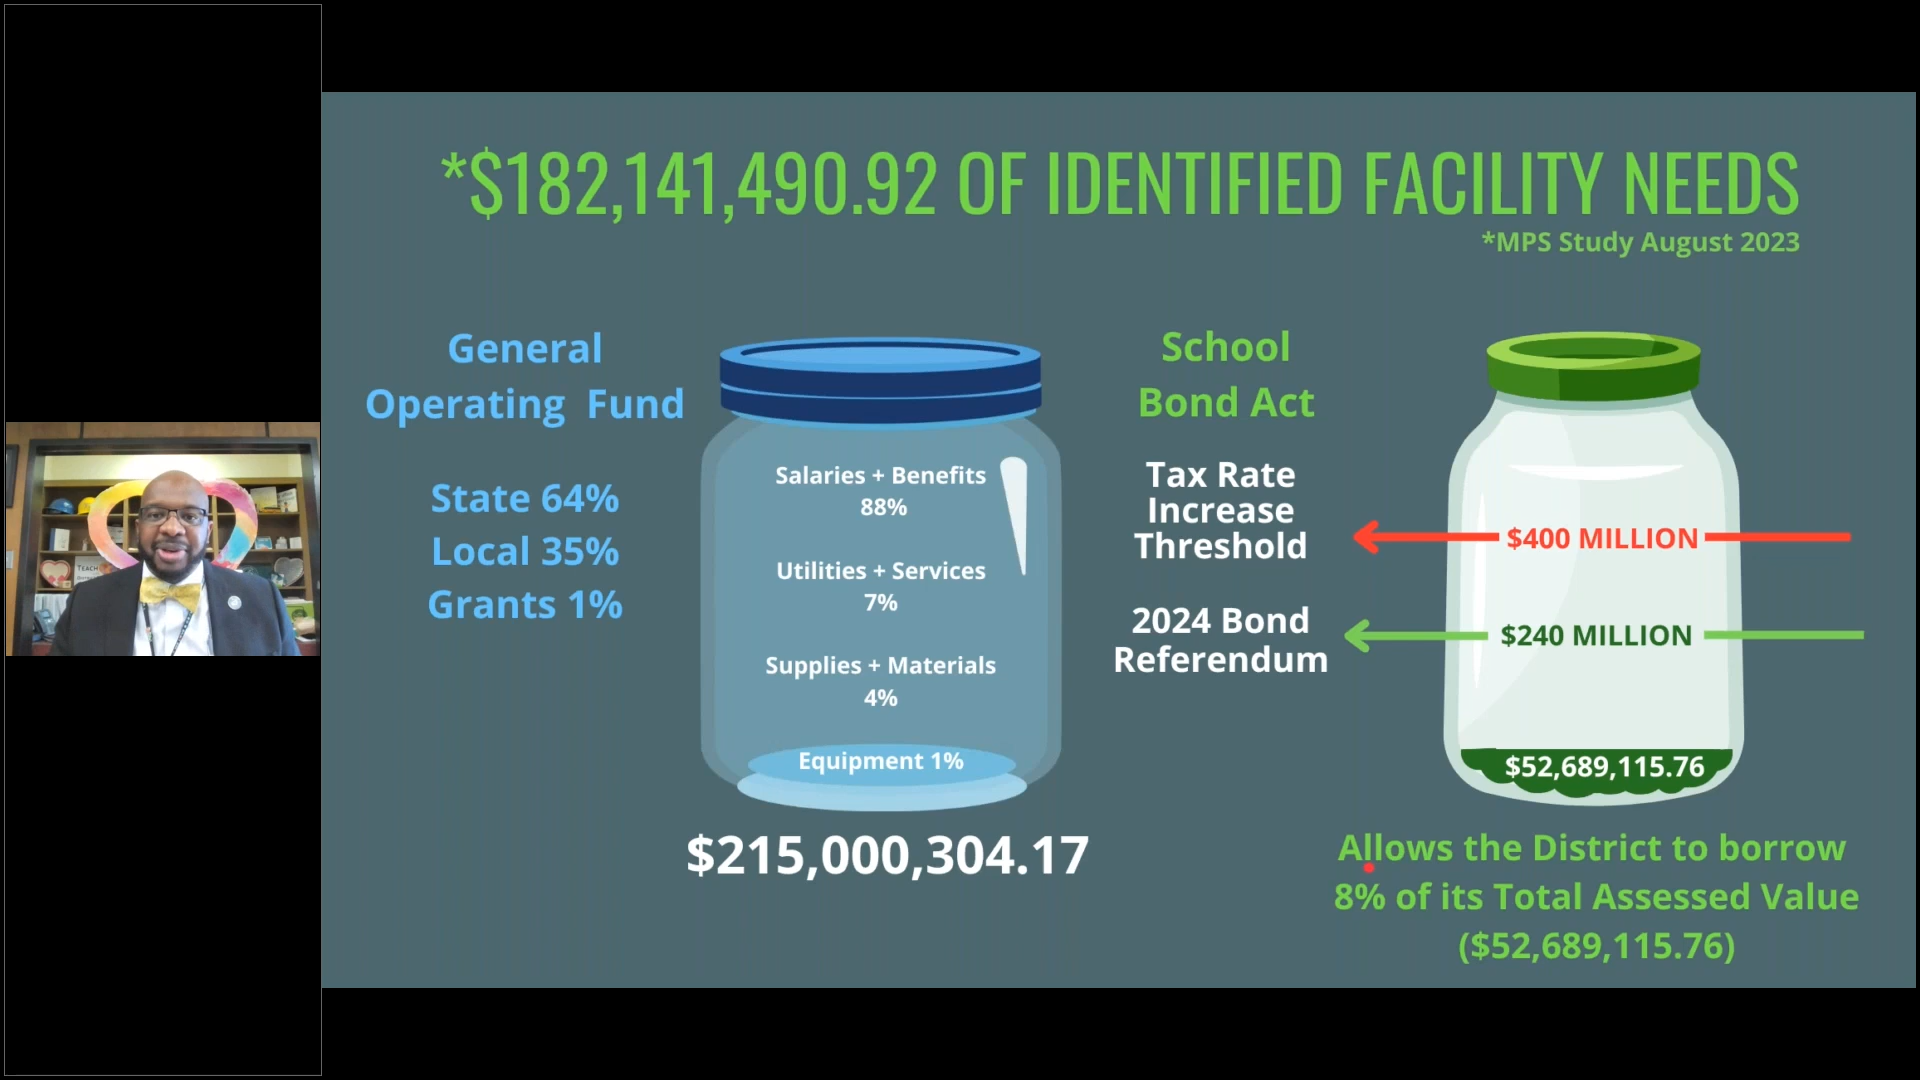 *$182,141,490.92 OF IDENTIFIED FACILITY NEEDS
*MPS Study August 2023
General
Operating Fund
State 64%
Local 35%
Grants 1%
Salaries + Benefits
88%
Utilities + Services
7%
Supplies + Materials
4%
Equipment 1%
$215,000,304.17
School
Bond Act
Tax Rate
Increase
Threshold
$400 MILLION
2024 Bond
Referendum
$240 MILLION
$52,689,115.76
Allows the District to borrow
8% of its Total Assessed Value
($52,689,115.76)
TEACH